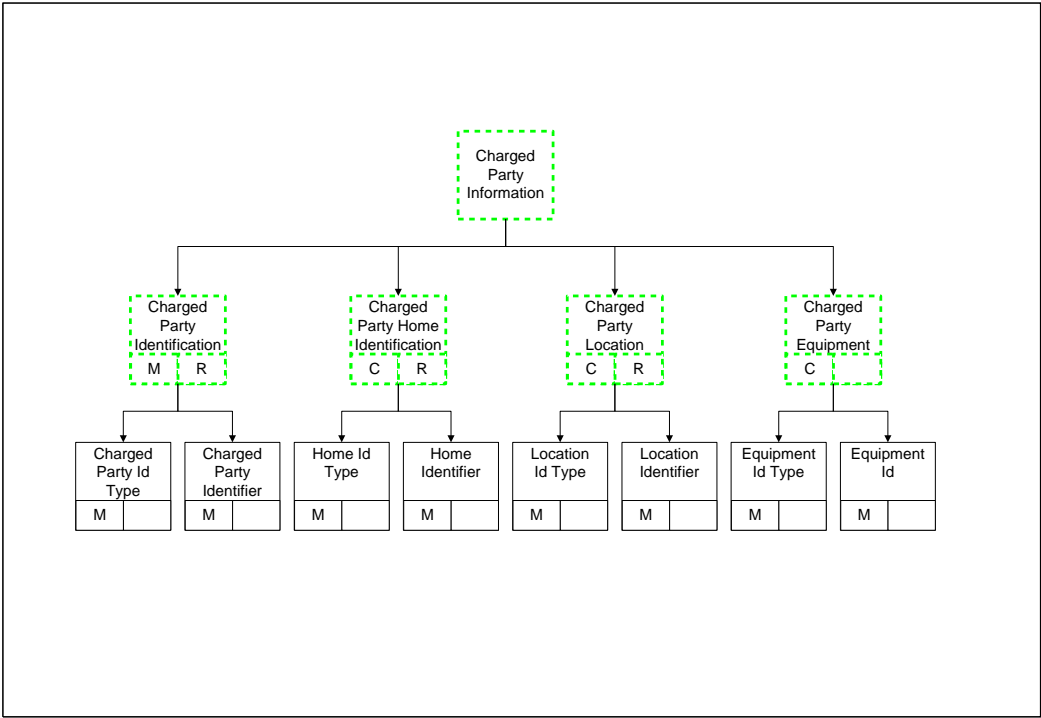 Charged
Party
Information
Charged
Party
Identification
M R
Charged
Party Home
Identification
C R
Charged
Party
Location
C R
Charged
Party
Equipment
C
Charged
Party Id
Type
M
Charged
Party
Identifier
M
Home Id
Type
M
Home
Identifier
M
Location
Id Type
M
Location
Identifier
M
Equipment
Id Type
M
Equipment
Id
M